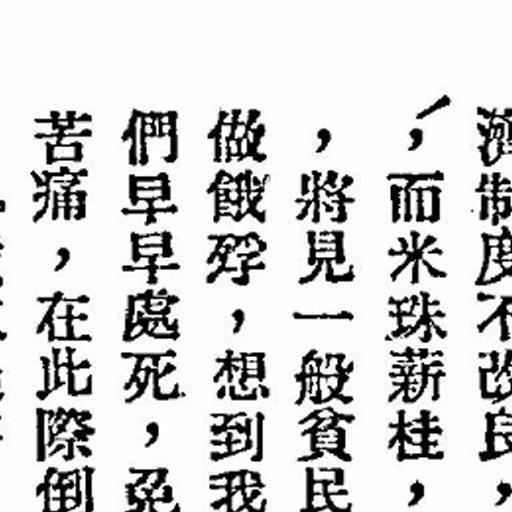 濟制度不改良，
，而米珠薪桂，
，將見一般貧民
做餓殍，想到我
們早早處死，免
苦痛，在此際倒